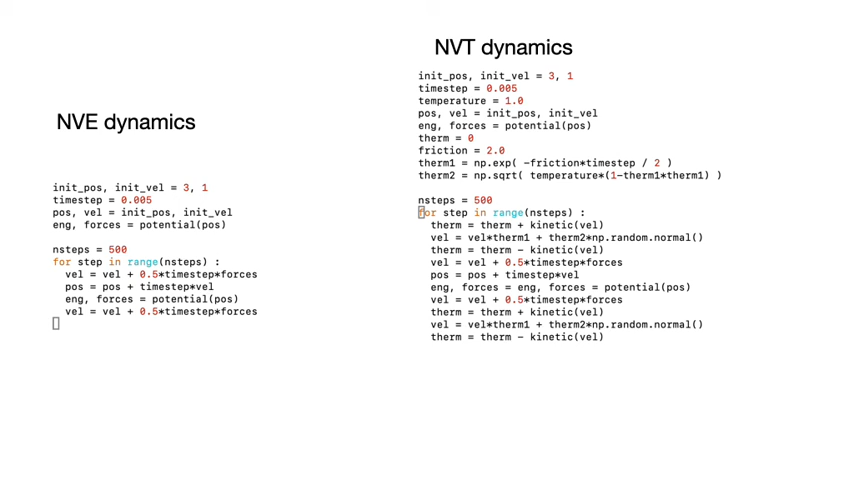 NVE dynamics
init_pos, init_vel = 3, 1
timestep = 0.005
pos, vel = init_pos, init_vel
eng, forces = potential(pos)
nsteps = 500
for step in range(nsteps) :
vel = vel + 0.5*timestep*forces
pos = pos + timestep*vel
eng, forces = potential(pos)
vel = vel + 0.5*timestep*forces
NVT dynamics
init_pos, init_vel = 3, 1
timestep = 0.005
temperature = 1.0
pos, vel = init_pos, init_vel
eng, forces = potential(pos)
therm = 0
friction = 2.0
therm1 = np.exp( -friction*timestep / 2 )
therm2 = np.sqrt( temperature*(1-therm1*therm1) )
nsteps = 500
for step in range(nsteps) :
therm = therm + kinetic(vel)
vel = vel*therm1 + therm2*np.random.normal()
therm = therm - kinetic(vel)
vel = vel + 0.5*timestep*forces
pos = pos + timestep*vel
eng, forces = eng, forces = potential(pos)
vel = vel + 0.5*timestep*forces
therm = therm + kinetic(vel)
vel = vel*therm1 + therm2*np.random.normal()
therm = therm - kinetic(vel)